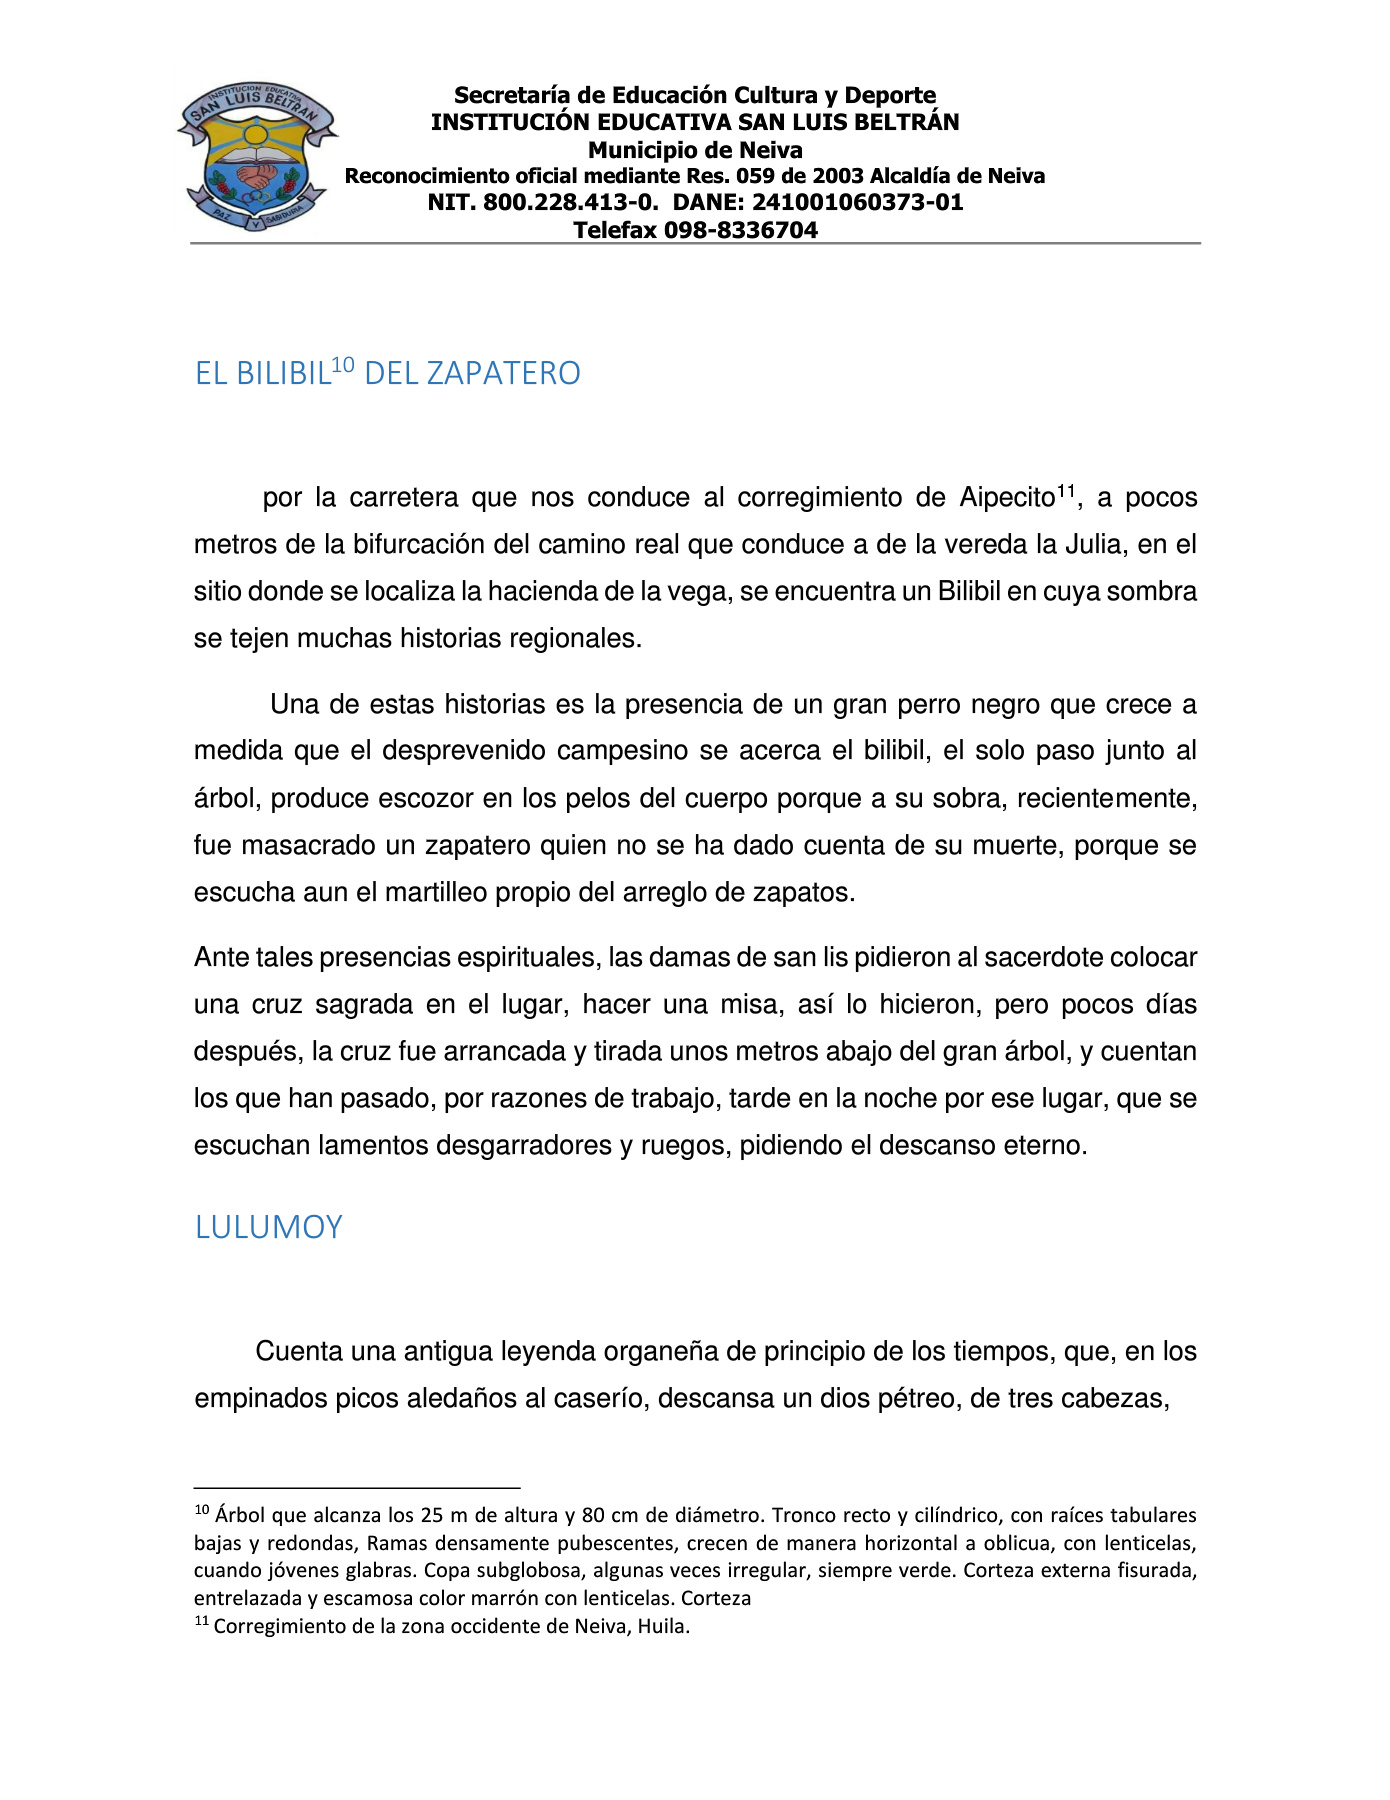 INSTITUCION EDUCATIVA
SAN LUIS BELTRAN
PAZ Y SABIDURIA
Secretaría de Educación Cultura y Deporte
INSTITUCIÓN EDUCATIVA SAN LUIS BELTRÁN
Municipio de Neiva
Reconocimiento oficial mediante Res. 059 de 2003 Alcaldía de Neiva
NIT. 800.228.413-0.  DANE: 241001060373-01
Telefax 098-8336704
EL BILIBIL10 DEL ZAPATERO
por la carretera que nos conduce al corregimiento de Aipecito11, a pocos
metros de la bifurcación del camino real que conduce a de la vereda la Julia, en el
sitio donde se localiza la hacienda de la vega, se encuentra un Bilibil en cuya sombra
se tejen muchas historias regionales.
Una de estas historias es la presencia de un gran perro negro que crece a
medida que el desprevenido campesino se acerca el bilibil, el solo paso junto al
árbol, produce escozor en los pelos del cuerpo porque a su sobra, recientemente,
fue masacrado un zapatero quien no se ha dado cuenta de su muerte, porque se
escucha aun el martilleo propio del arreglo de zapatos.
Ante tales presencias espirituales, las damas de san lis pidieron al sacerdote colocar
una cruz sagrada en el lugar, hacer una misa, así lo hicieron, pero pocos días
después, la cruz fue arrancada y tirada unos metros abajo del gran árbol, y cuentan
los que han pasado, por razones de trabajo, tarde en la noche por ese lugar, que se
escuchan lamentos desgarradores y ruegos, pidiendo el descanso eterno.
LULUMOY
Cuenta una antigua leyenda organeña de principio de los tiempos, que, en los
empinados picos aledaños al caserío, descansa un dios pétreo, de tres cabezas,
10 Árbol que alcanza los 25 m de altura y 80 cm de diámetro. Tronco recto y cilíndrico, con raíces tabulares
bajas y redondas, Ramas densamente pubescentes, crecen de manera horizontal a oblicua, con lenticelas,
cuando jóvenes glabras. Copa subglobosa, algunas veces irregular, siempre verde. Corteza externa fisurada,
entrelazada y escamosa color marrón con lenticelas. Corteza
11 Corregimiento de la zona occidente de Neiva, Huila.